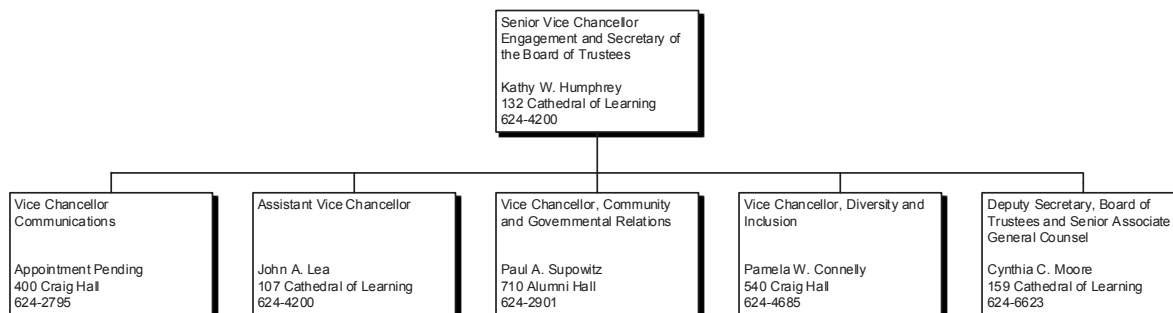 Senior Vice Chancellor
Engagement and Secretary of
the Board of Trustees
Kathy W. Humphrey
132 Cathedral of Learning
624-4200
Vice Chancellor
Communications
Appointment Pending
400 Craig Hall
624-2795
Assistant Vice Chancellor
John A. Lea
107 Cathedral of Learning
624-4200
Vice Chancellor, Community
and Governmental Relations
Paul A. Supowitz
710 Alumni Hall
624-2901
Vice Chancellor, Diversity and
Inclusion
Pamela W. Connelly
540 Craig Hall
624-4685
Deputy Secretary, Board of
Trustees and Senior Associate
General Counsel
Cynthia C. Moore
159 Cathedral of Learning
624-6623